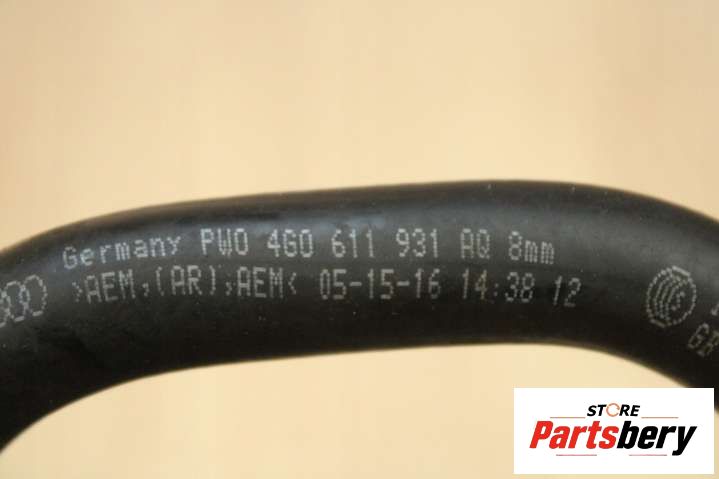 Germany PWO 4G0 611 931 AQ 8mm
>AEM,(AR),AEM< 05-15-16 14:38 12
STORE
Partsbery